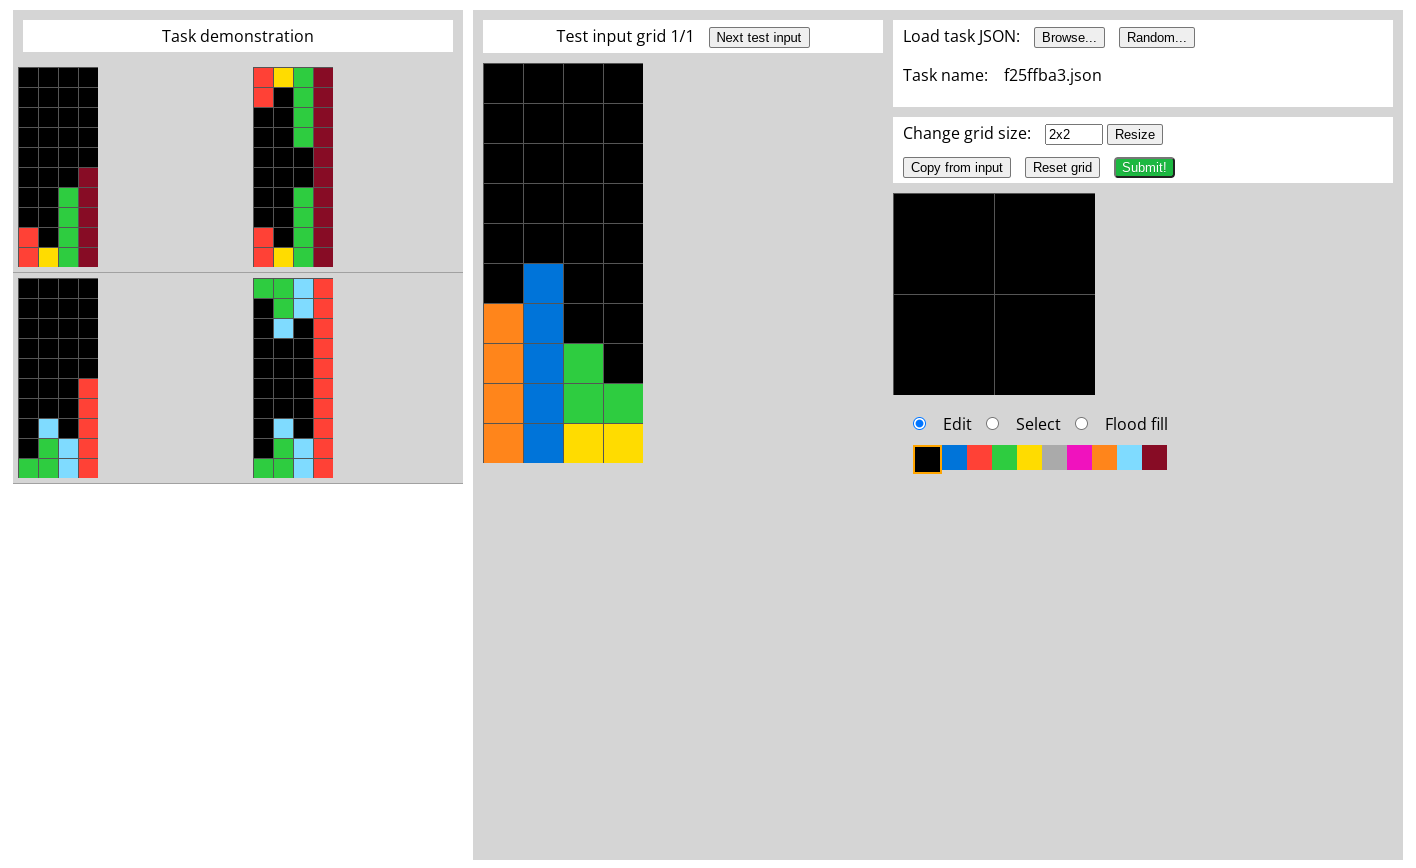 Task demonstration
Test input grid 1/1 Next test input
Load task JSON: Browse... Random...
Task name: f25ffba3.json
Change grid size: 2x2 Resize
Copy from input Reset grid Submit!
Edit Select Flood fill